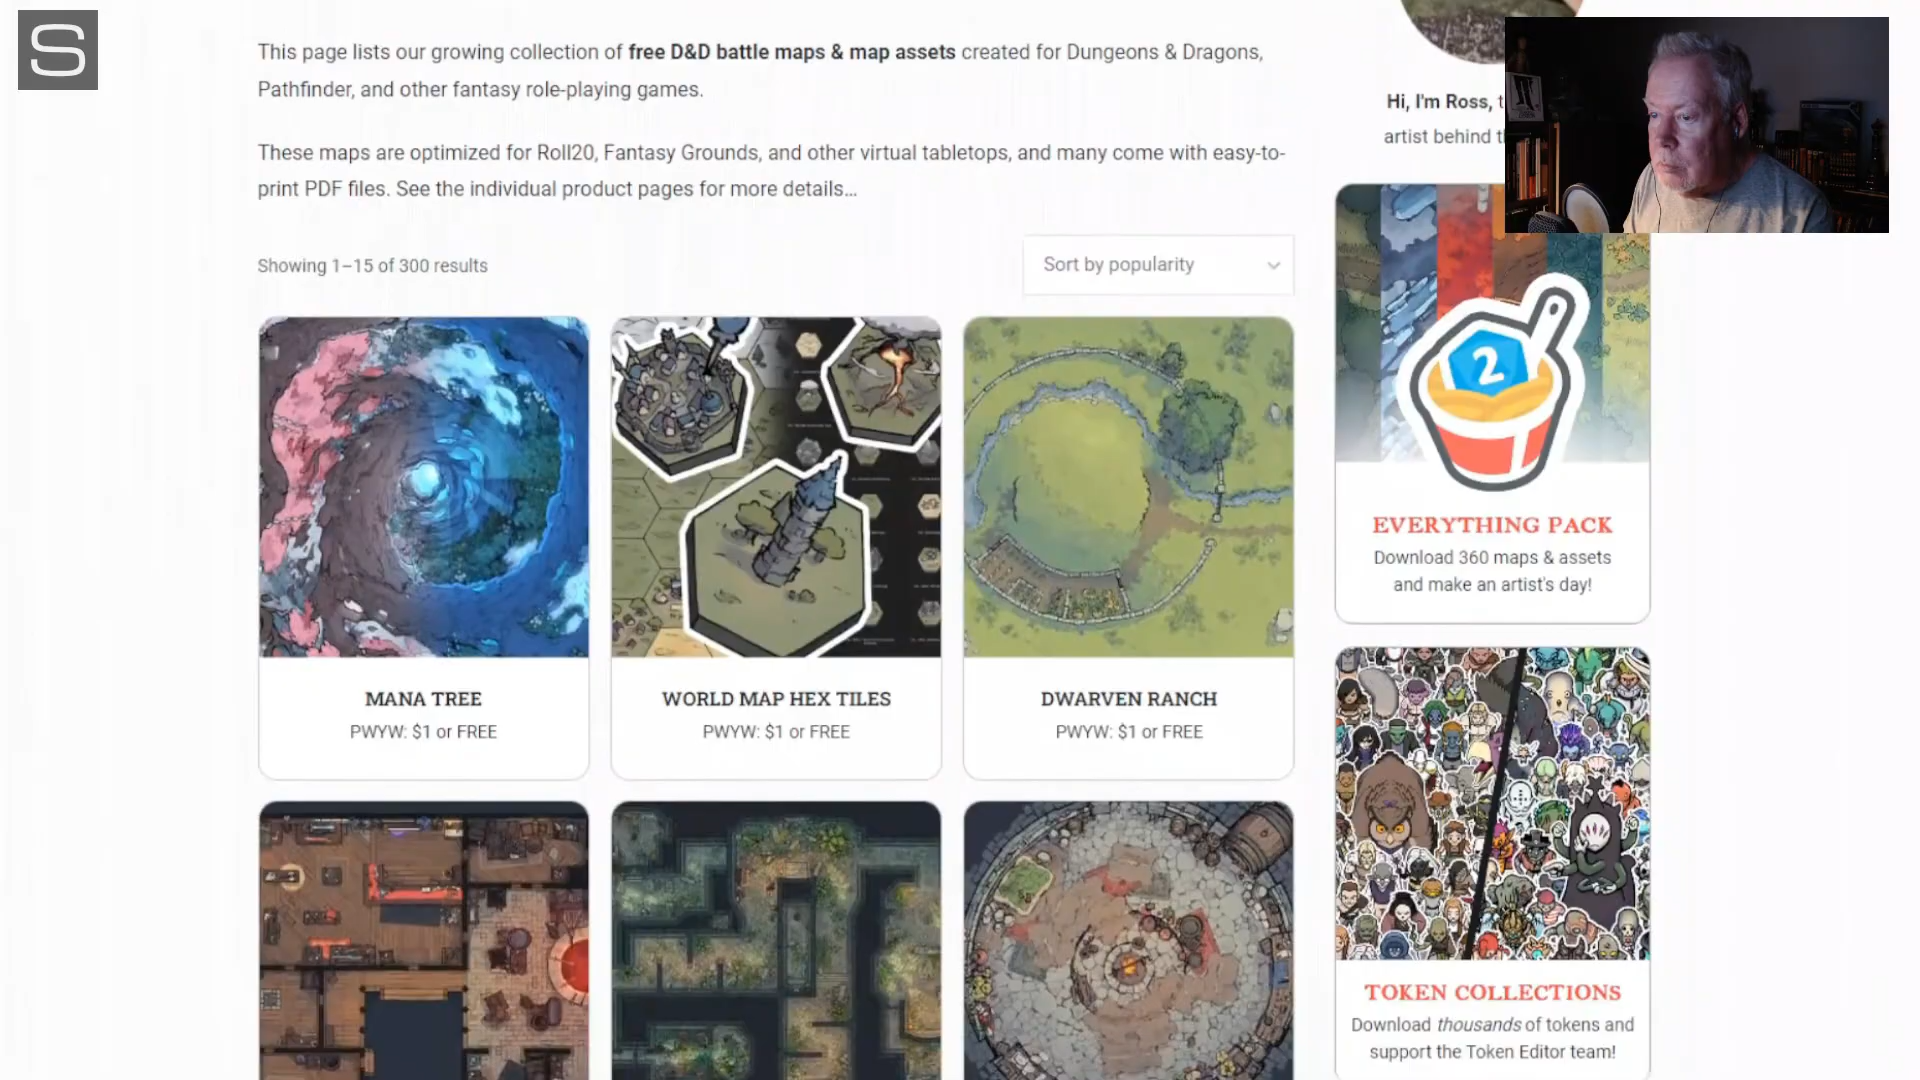 S
This page lists our growing collection of free D&D battle maps & map assets created for Dungeons & Dragons,
Pathfinder, and other fantasy role-playing games.
These maps are optimized for Roll20, Fantasy Grounds, and other virtual tabletops, and many come with easy-to-
print PDF files. See the individual product pages for more details...
Showing 1–15 of 300 results
Sort by popularity
MANA TREE
PWYW: $1 or FREE
WORLD MAP HEX TILES
PWYW: $1 or FREE
DWARVEN RANCH
PWYW: $1 or FREE
Hi, I'm Ross,
artist behind
2
EVERYTHING PACK
Download 360 maps & assets
and make an artist's day!
TOKEN COLLECTIONS
Download thousands of tokens and
support the Token Editor team!